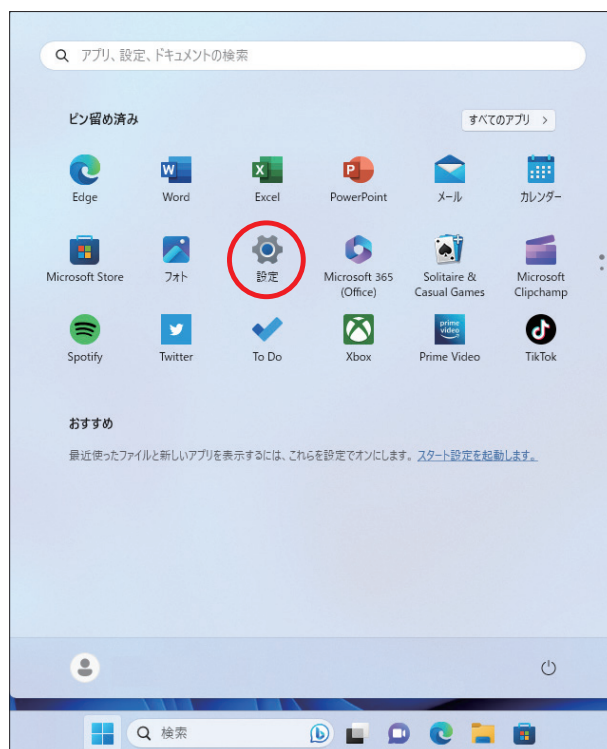 アプリ、設定、ドキュメントの検索
ピン留め済み
すべてのアプリ >
Edge
Word
Excel
PowerPoint
メール
カレンダー
Microsoft Store
フォト
設定
Microsoft 365
(Office)
Solitaire &
Casual Games
Microsoft
Clipchamp
Spotify
Twitter
To Do
Xbox
prime
video
Prime Video
TikTok
おすすめ
最近使ったファイルと新しいアプリを表示するには、これらを設定でオンにします。スタート設定を起動します。
検索